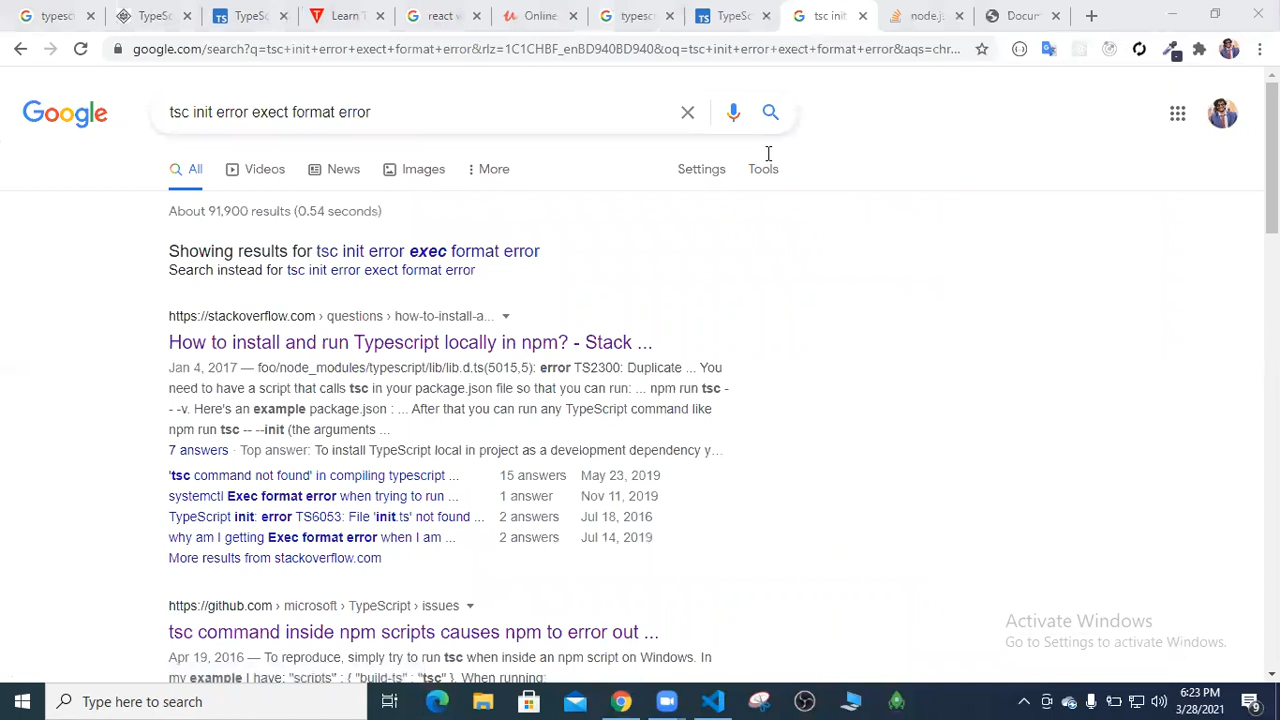 typesc
TypeSc
TypeSc
Learn T
react w
Online
typesc
TypeSc
tsc init
node.js
Docum
google.com/search?q=tsc+init+error+exect+format+error&rlz=1C1CHBF_enBD940BD940&oq=tsc+init+error+exect+format+error&aqs=chr...
Google
tsc init error exect format error
All
Videos
News
Images
More
Settings
Tools
About 91,900 results (0.54 seconds)
Showing results for tsc init error exec format error
Search instead for tsc init error exect format error
https://stackoverflow.com › questions › how-to-install-a...
How to install and run Typescript locally in npm? - Stack ...
Jan 4, 2017 — foo/node_modules/typescript/lib/lib.d.ts(5015,5): error TS2300: Duplicate ... You
need to have a script that calls tsc in your package.json file so that you can run: ... npm run tsc -
- -v. Here's an example package.json : ... After that you can run any TypeScript command like
npm run tsc -- --init (the arguments ...
7 answers · Top answer: To install TypeScript local in project as a development dependency y...
'tsc command not found' in compiling typescript ... 15 answers May 23, 2019
systemctl Exec format error when trying to run ... 1 answer Nov 11, 2019
TypeScript init: error TS6053: File 'init.ts' not found ... 2 answers Jul 18, 2016
why am I getting Exec format error when I am ... 2 answers Jul 14, 2019
More results from stackoverflow.com
https://github.com › microsoft › TypeScript › issues
tsc command inside npm scripts causes npm to error out ...
Apr 19, 2016 — To reproduce, simply try to run tsc when inside an npm script on Windows. In
my example I have: "scripts" : { "build-ts" : "tsc" }. When running:
Activate Windows
Go to Settings to activate Windows.
Type here to search
6:23 PM
3/28/2021
9